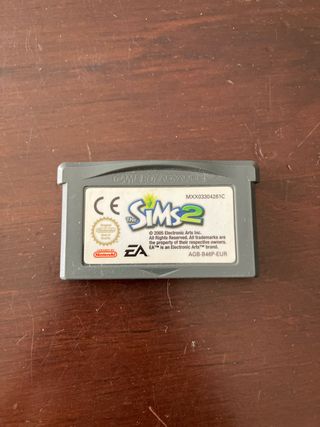 GAME BOY ADVANCE
MXX03304261C
CE
The SiMS 2
© 2005 Electronic Arts Inc.
All Rights Reserved. All trademarks are
the property of their respective owners.
EA™ is an Electronic Arts™ brand.
Nintendo
EA
AGB-B46P-EUR